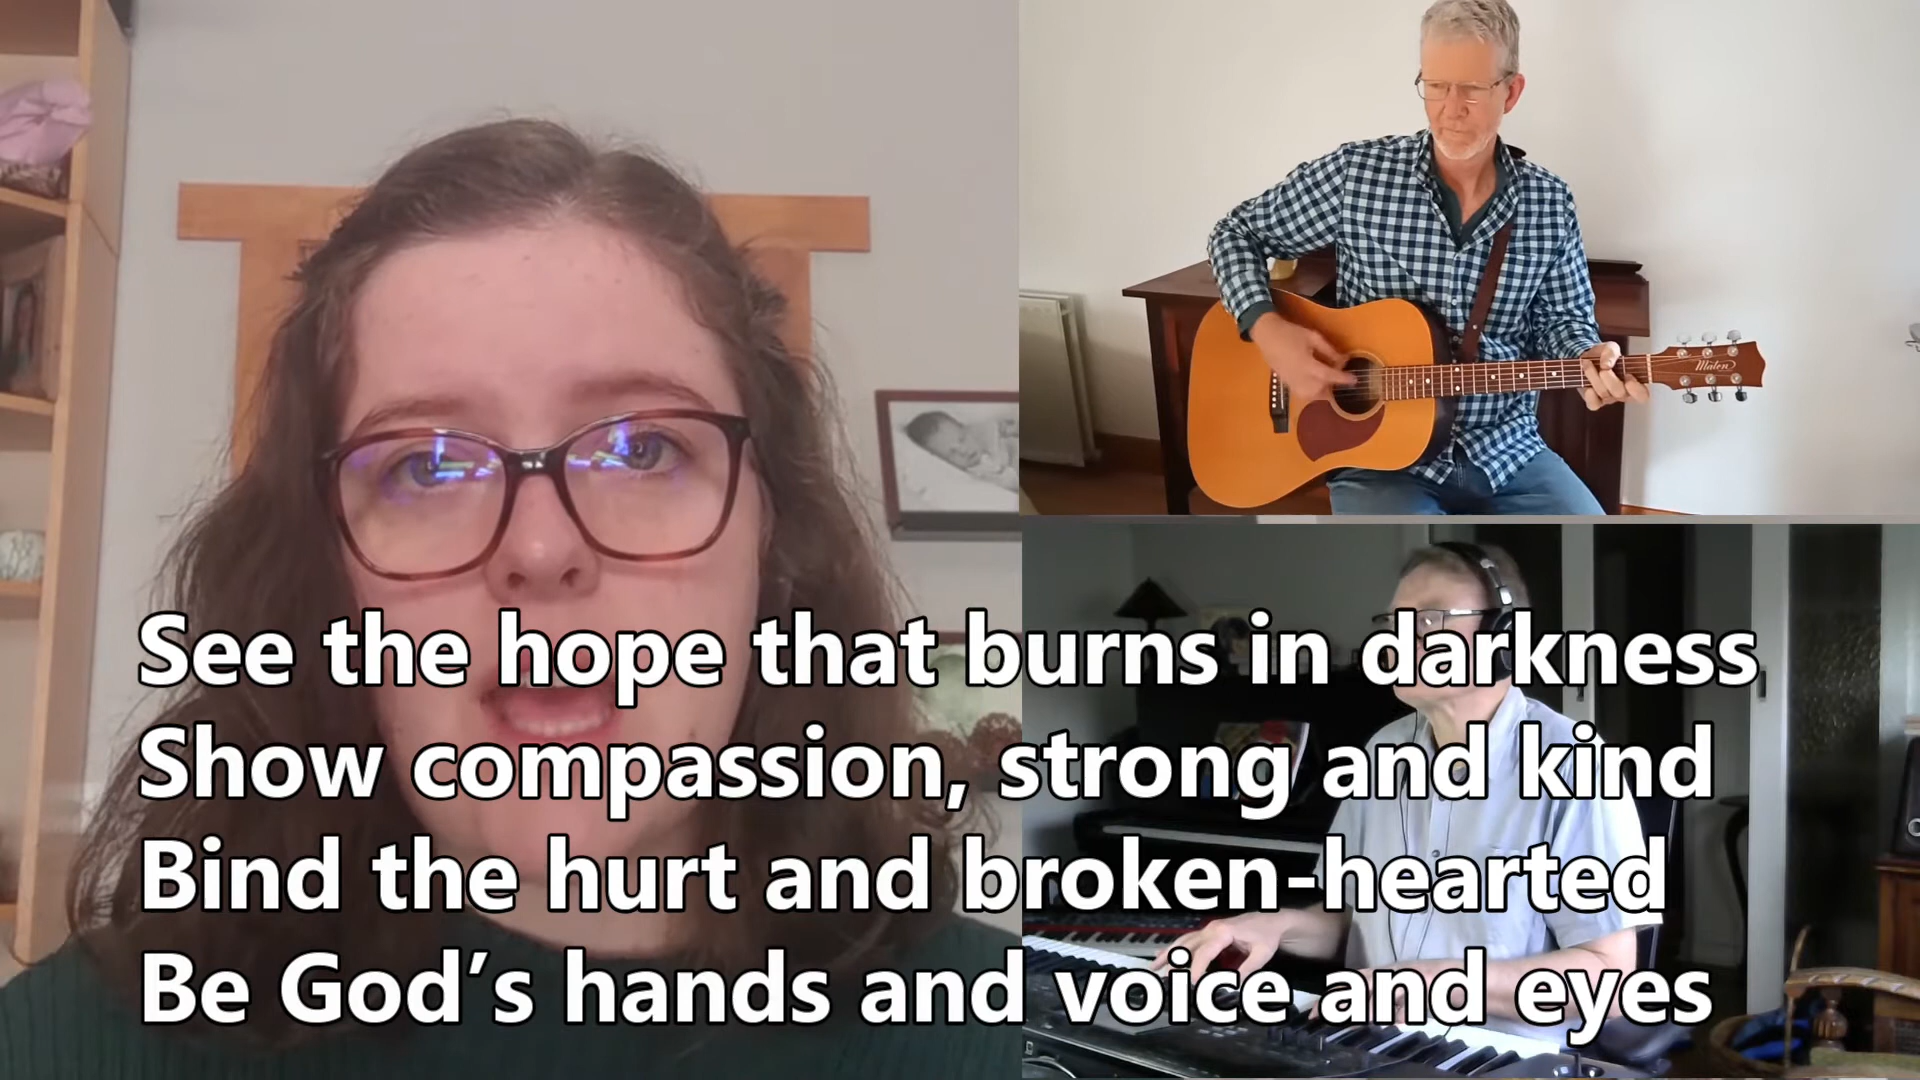 Maton
See the hope that burns in darkness
Show compassion, strong and kind
Bind the hurt and broken-hearted
Be God’s hands and voice and eyes